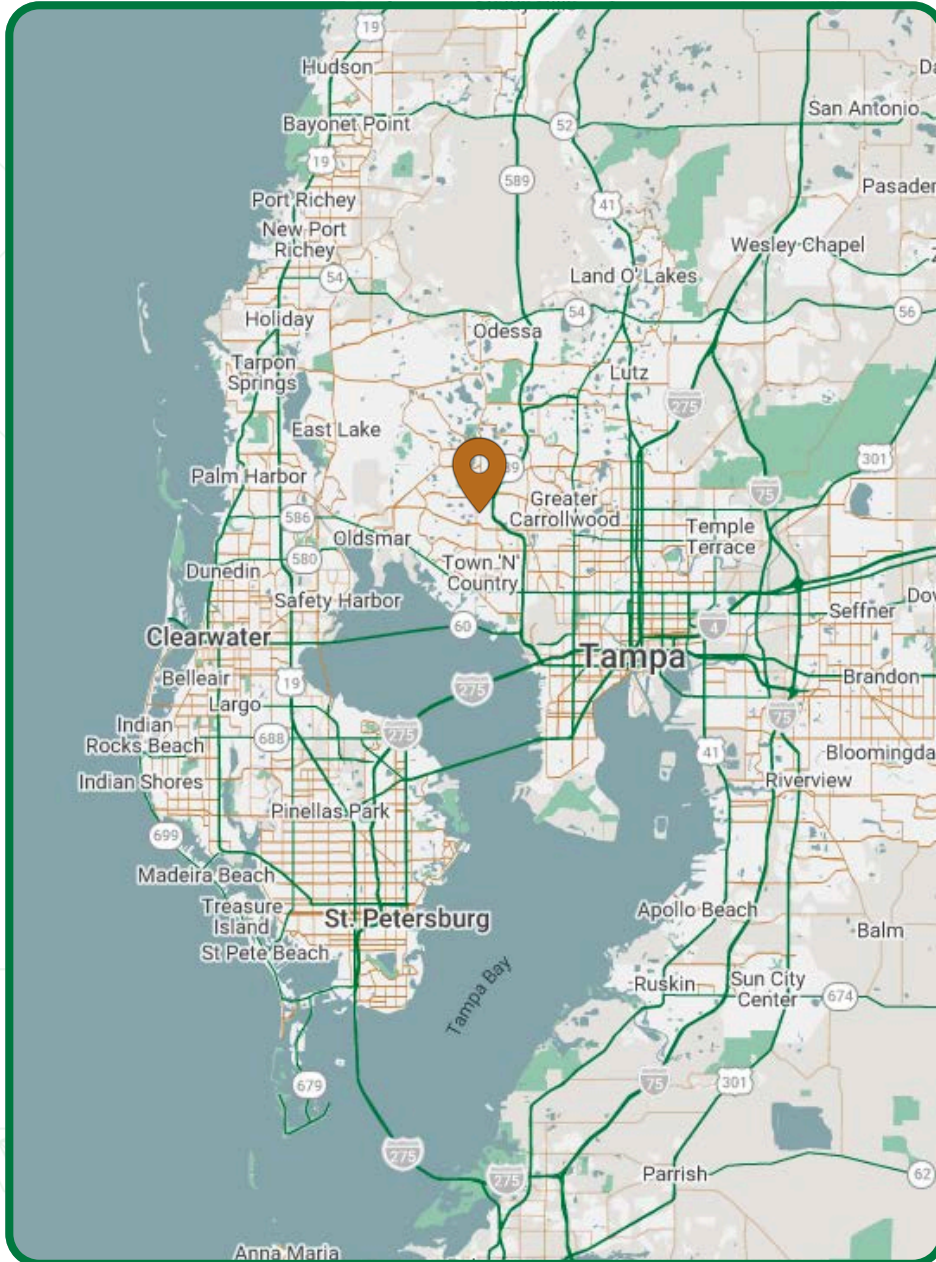 19
Hudson
San Antonio
Bayonet Point
52
19
589
Port Richey
41
New Port
Richey
Wesley Chapel
54
Land O' Lakes
54
56
Holiday
Odessa
Tarpon
Springs
Lutz
275
East Lake
301
Palm Harbor
75
Greater
Carrollwood
586
Temple
Terrace
Oldsmar
580
Town 'N'
Country
Dunedin
Safety Harbor
Seffner
60
4
Clearwater
Tampa
Belleair
Brandon
19
275
Largo
Indian
Rocks Beach
688
275
75
41
Indian Shores
Riverview
Pinellas Park
699
Madeira Beach
Treasure
Island
St. Petersburg
Apollo Beach
St Pete Beach
Balm
Tampa Bay
Ruskin
Sun City
Center
674
679
75
301
275
275
Parrish
62
Anna Maria